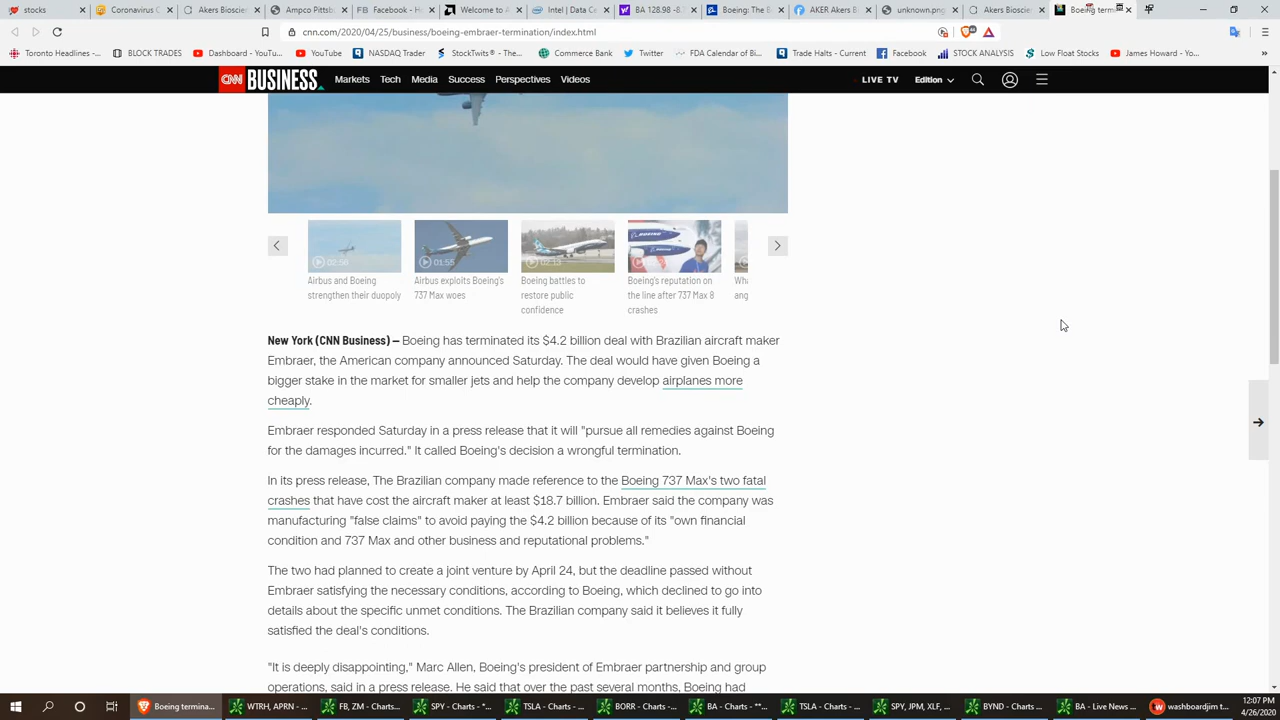 stocks
Coronavirus C
Akers Bioscien
Ampco Pittsb
Facebook - H
Welcome to A
Intel | Data Ce
BA 128.98 -8.
Boeing: The B
AKER Akers B
unknown.png
Akers Bioscien
Boeing term
cnn.com/2020/04/25/business/boeing-embraer-termination/index.html
Toronto Headlines -...
BLOCK TRADES
Dashboard - YouTu...
YouTube
NASDAQ Trader
StockTwits® - The...
Commerce Bank
Twitter
FDA Calendar of Bi...
Trade Halts - Current
Facebook
STOCK ANALYSIS
Low Float Stocks
James Howard - Yo...
CNN BUSINESS
Markets
Tech
Media
Success
Perspectives
Videos
LIVE TV
Edition
02:56
01:55
02:13
Airbus and Boeing
strengthen their duopoly
Airbus exploits Boeing's
737 Max woes
Boeing battles to
restore public
confidence
Boeing's reputation on
the line after 737 Max 8
crashes
Wha
ang
New York (CNN Business) — Boeing has terminated its $4.2 billion deal with Brazilian aircraft maker
Embraer, the American company announced Saturday. The deal would have given Boeing a
bigger stake in the market for smaller jets and help the company develop airplanes more
cheaply.
Embraer responded Saturday in a press release that it will "pursue all remedies against Boeing
for the damages incurred." It called Boeing's decision a wrongful termination.
In its press release, The Brazilian company made reference to the Boeing 737 Max's two fatal
crashes that have cost the aircraft maker at least $18.7 billion. Embraer said the company was
manufacturing "false claims" to avoid paying the $4.2 billion because of its "own financial
condition and 737 Max and other business and reputational problems."
The two had planned to create a joint venture by April 24, but the deadline passed without
Embraer satisfying the necessary conditions, according to Boeing, which declined to go into
details about the specific unmet conditions. The Brazilian company said it believes it fully
satisfied the deal's conditions.
"It is deeply disappointing," Marc Allen, Boeing's president of Embraer partnership and group
operations, said in a press release. He said that over the past several months, Boeing had
Boeing termina...
WTRH, APRN - ...
FB, ZM - Charts...
SPY - Charts - *...
TSLA - Charts -...
BORR - Charts ...
BA - Charts - **...
TSLA - Charts -...
SPY, JPM, XLF, ...
BYND - Charts ...
BA - Live News ...
washboardjim t...
12:07 PM
4/26/2020